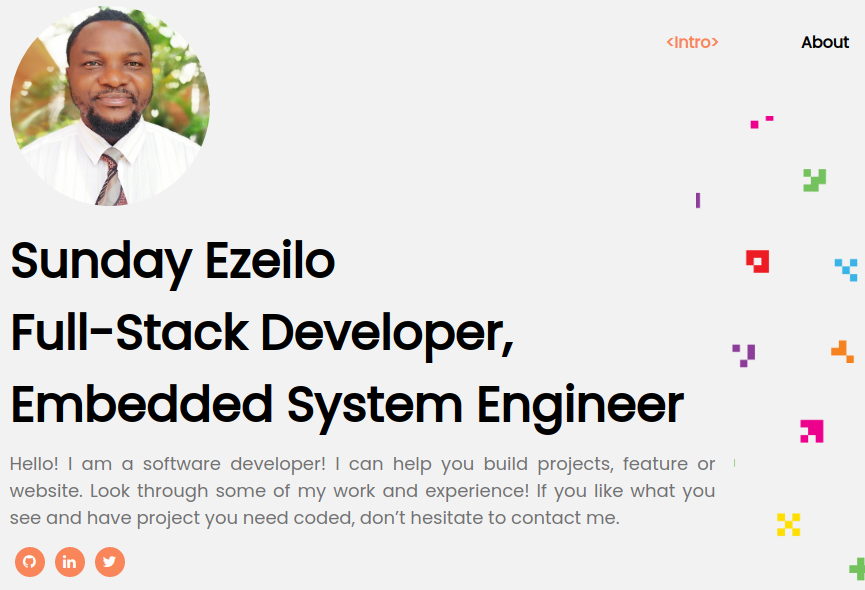 <Intro>
About
Sunday Ezeilo
Full-Stack Developer,
Embedded System Engineer
Hello! I am a software developer! I can help you build projects, feature or
website. Look through some of my work and experience! If you like what you
see and have project you need coded, don’t hesitate to contact me.
in